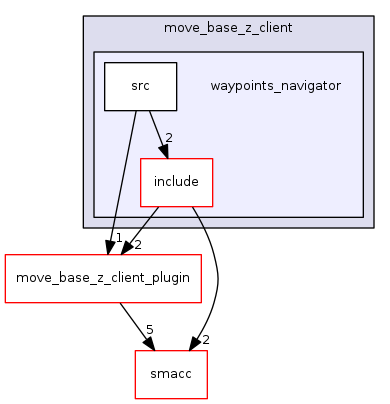 move_base_z_client
src
waypoints_navigator
2
include
1
2
move_base_z_client_plugin
5
2
smacc